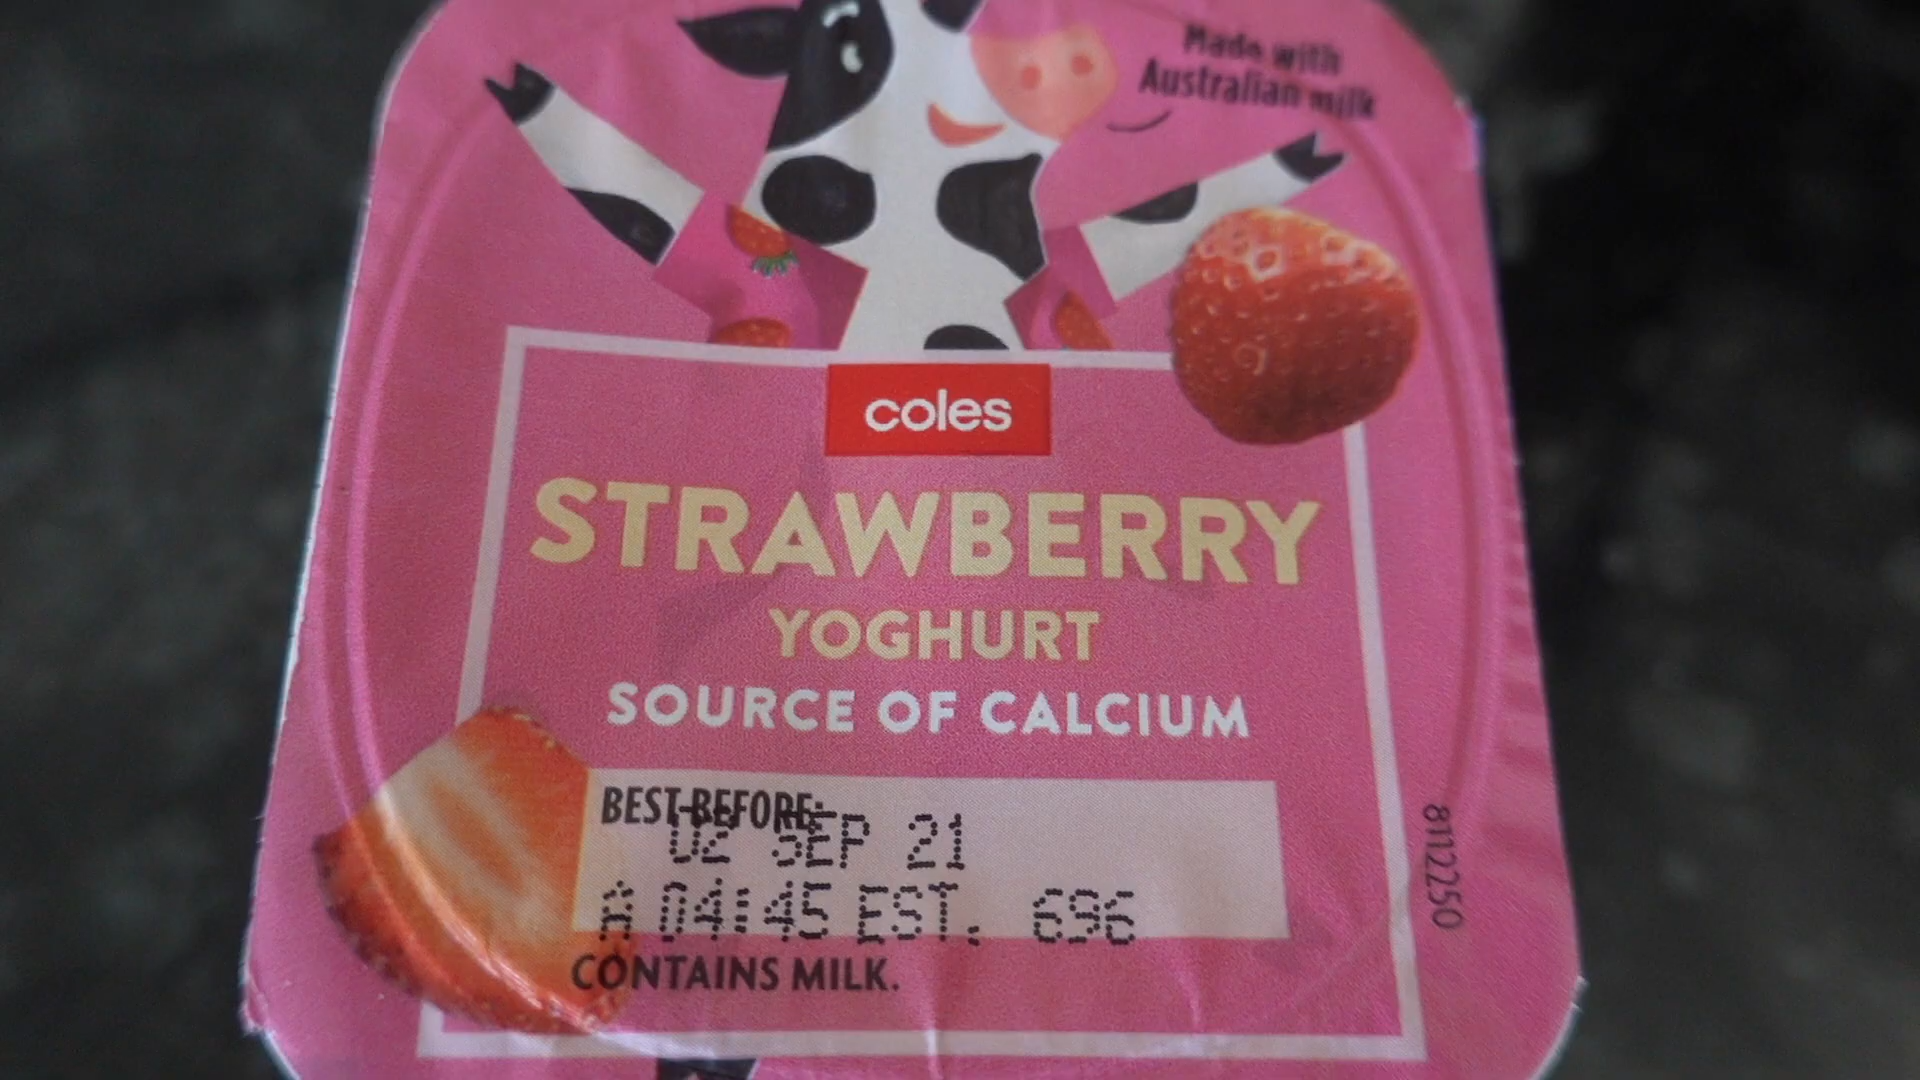 Made with
Australian milk
coles
STRAWBERRY
YOGHURT
SOURCE OF CALCIUM
BEST BEFORE:
02 SEP 21
A 04:45 EST. 696
CONTAINS MILK.
8112250